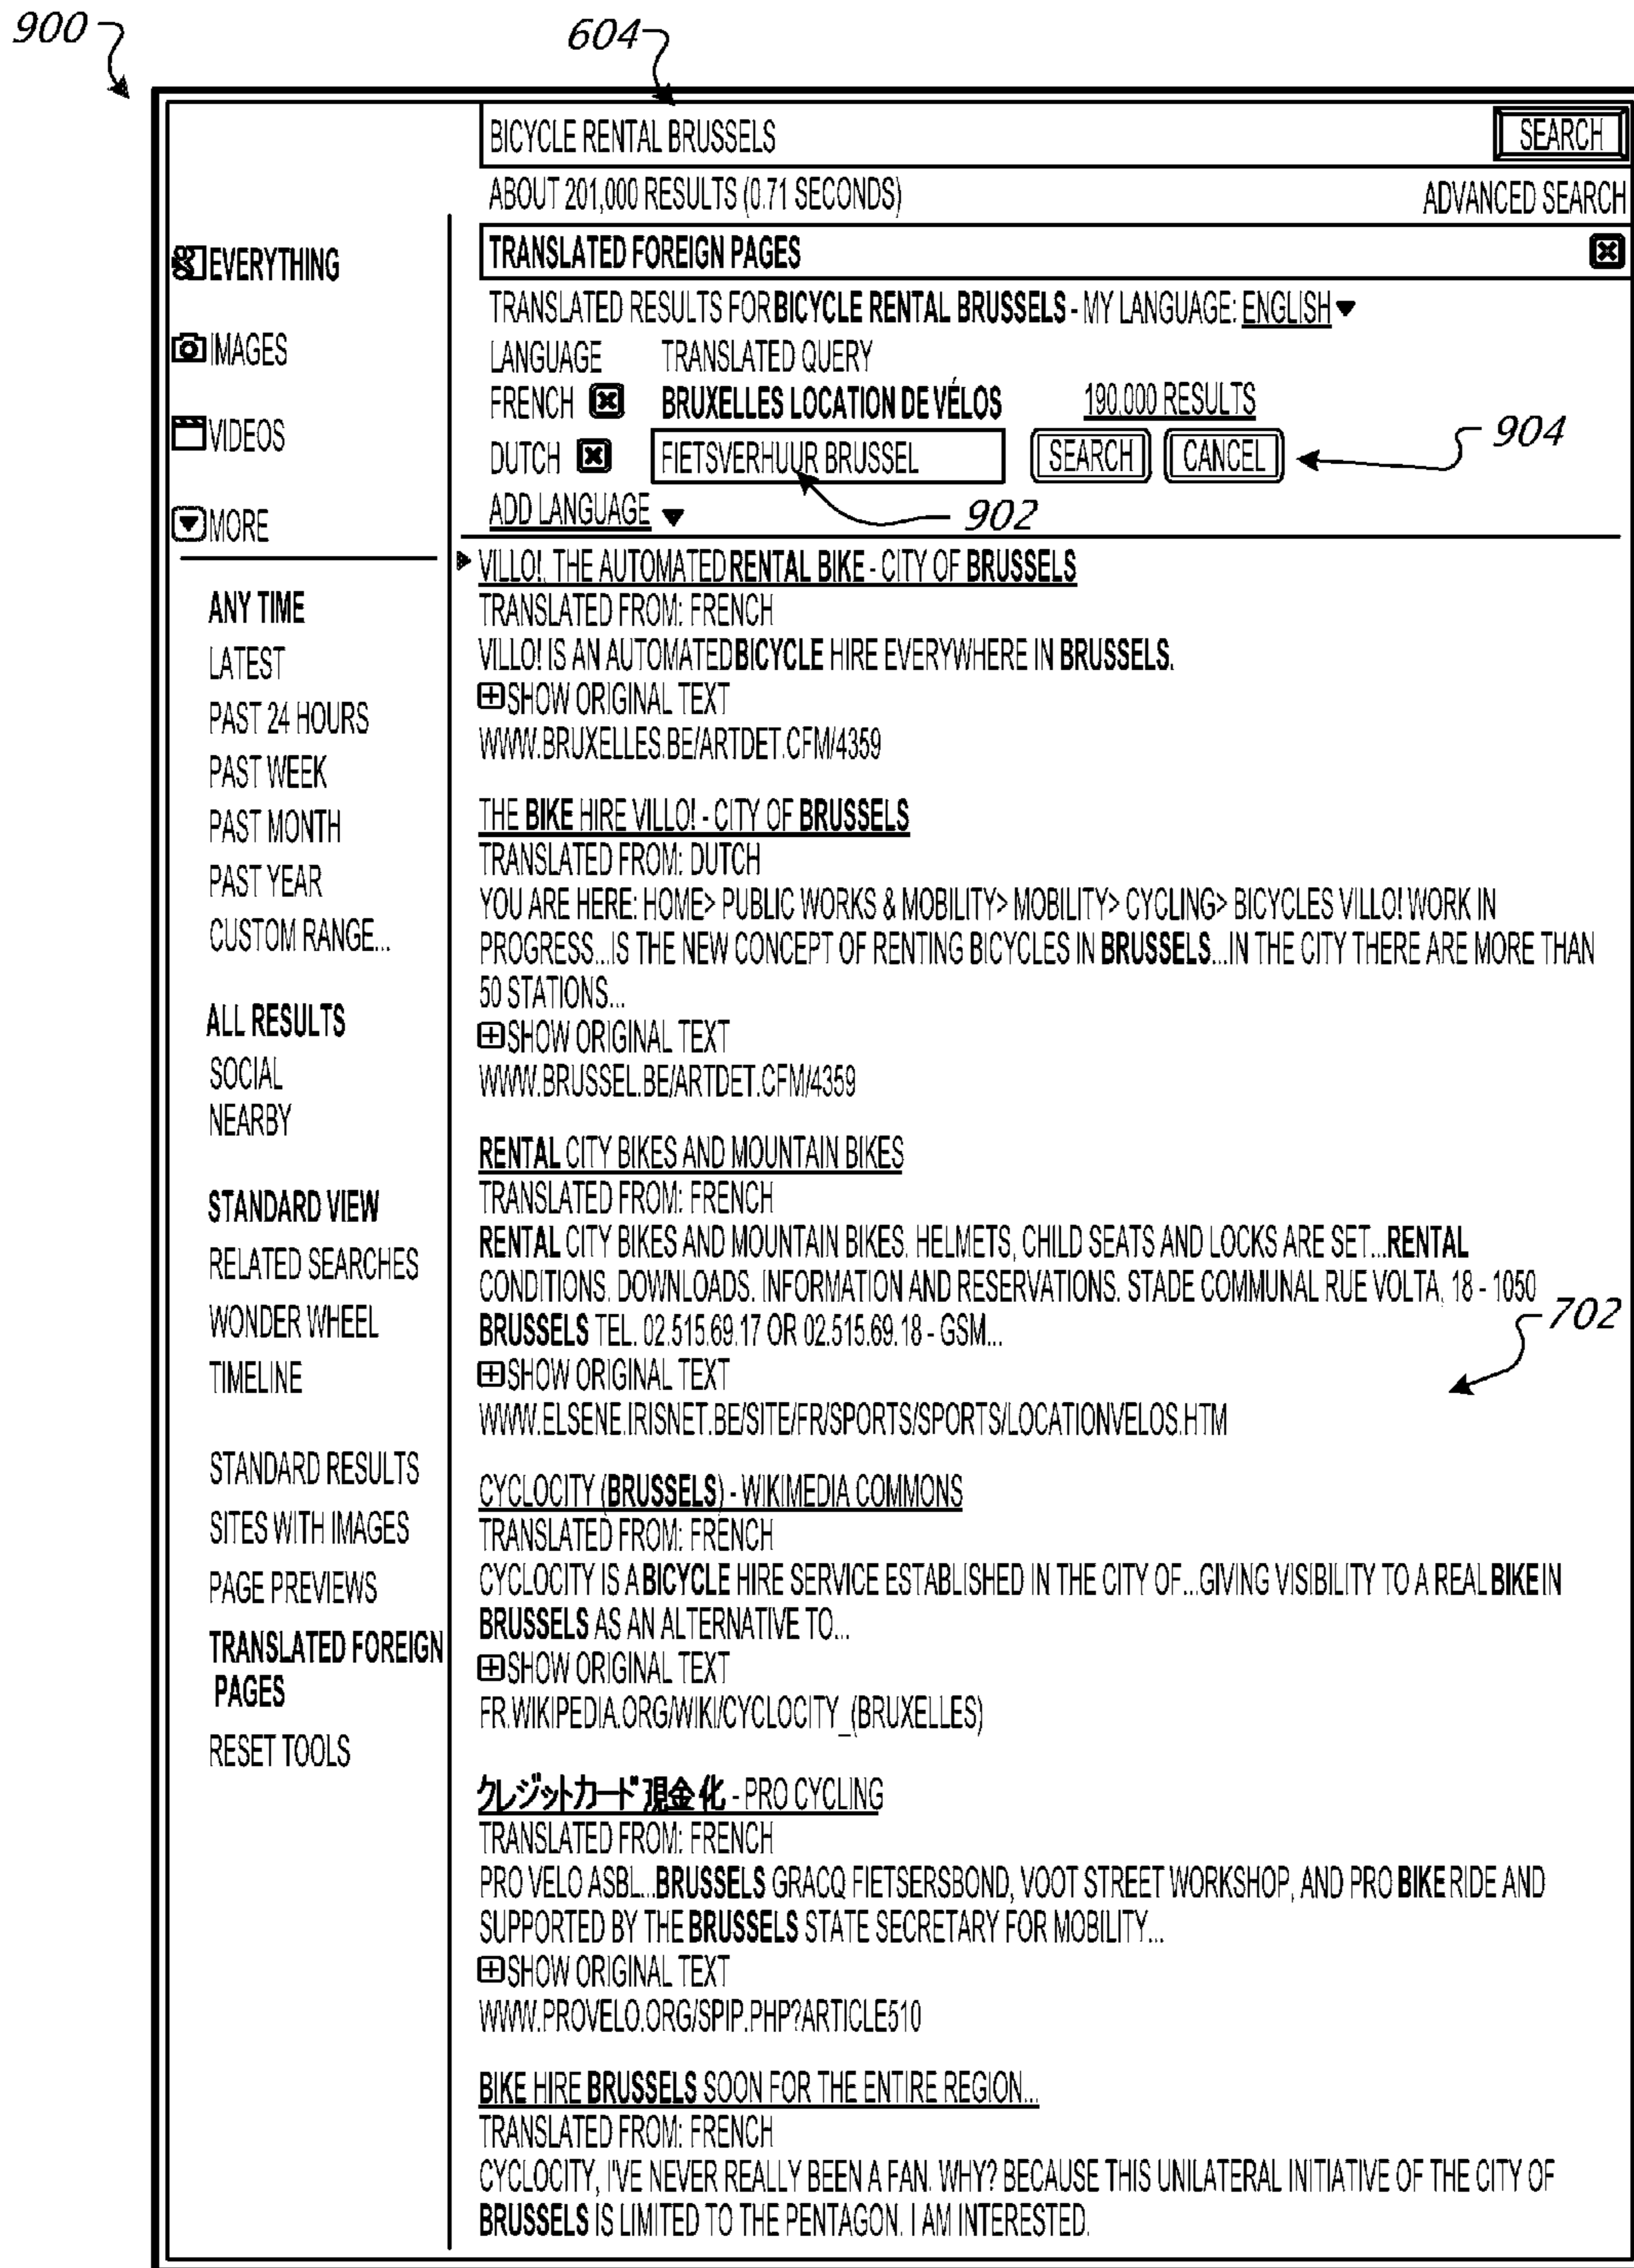 900
604
BICYCLE RENTAL BRUSSELS
SEARCH
ABOUT 201,000 RESULTS (0.71 SECONDS)
ADVANCED SEARCH
EVERYTHING
IMAGES
VIDEOS
MORE
ANY TIME
LATEST
PAST 24 HOURS
PAST WEEK
PAST MONTH
PAST YEAR
CUSTOM RANGE...
ALL RESULTS
SOCIAL
NEARBY
STANDARD VIEW
RELATED SEARCHES
WONDER WHEEL
TIMELINE
STANDARD RESULTS
SITES WITH IMAGES
PAGE PREVIEWS
TRANSLATED FOREIGN
PAGES
RESET TOOLS
TRANSLATED FOREIGN PAGES
TRANSLATED RESULTS FOR BICYCLE RENTAL BRUSSELS - MY LANGUAGE: ENGLISH
LANGUAGE TRANSLATED QUERY
FRENCH BRUXELLES LOCATION DE VÉLOS 190,000 RESULTS
DUTCH FIETSVERHUUR BRUSSEL SEARCH CANCEL
904
ADD LANGUAGE
902
VILLO!, THE AUTOMATED RENTAL BIKE - CITY OF BRUSSELS
TRANSLATED FROM: FRENCH
VILLO! IS AN AUTOMATED BICYCLE HIRE EVERYWHERE IN BRUSSELS.
SHOW ORIGINAL TEXT
WWW.BRUXELLES.BE/ARTDET.CFM/4359
THE BIKE HIRE VILLO! - CITY OF BRUSSELS
TRANSLATED FROM: DUTCH
YOU ARE HERE: HOME> PUBLIC WORKS & MOBILITY> MOBILITY> CYCLING> BICYCLES VILLO! WORK IN
PROGRESS...IS THE NEW CONCEPT OF RENTING BICYCLES IN BRUSSELS...IN THE CITY THERE ARE MORE THAN
50 STATIONS...
SHOW ORIGINAL TEXT
WWW.BRUSSEL.BE/ARTDET.CFM/4359
RENTAL CITY BIKES AND MOUNTAIN BIKES
TRANSLATED FROM: FRENCH
RENTAL CITY BIKES AND MOUNTAIN BIKES. HELMETS, CHILD SEATS AND LOCKS ARE SET...RENTAL
CONDITIONS. DOWNLOADS. INFORMATION AND RESERVATIONS. STADE COMMUNAL RUE VOLTA, 18 - 1050
BRUSSELS TEL. 02.515.69.17 OR 02.515.69.18 - GSM...
702
SHOW ORIGINAL TEXT
WWW.ELSENE.IRISNET.BE/SITE/FR/SPORTS/SPORTS/LOCATIONVELOS.HTM
CYCLOCITY (BRUSSELS) - WIKIMEDIA COMMONS
TRANSLATED FROM: FRENCH
CYCLOCITY IS A BICYCLE HIRE SERVICE ESTABLISHED IN THE CITY OF...GIVING VISIBILITY TO A REAL BIKE IN
BRUSSELS AS AN ALTERNATIVE TO...
SHOW ORIGINAL TEXT
FR.WIKIPEDIA.ORG/WIKI/CYCLOCITY_(BRUXELLES)
クレジットカード現金化 - PRO CYCLING
TRANSLATED FROM: FRENCH
PRO VELO ASBL...BRUSSELS GRACQ FIETSERSBOND, VOOT STREET WORKSHOP, AND PRO BIKE RIDE AND
SUPPORTED BY THE BRUSSELS STATE SECRETARY FOR MOBILITY...
SHOW ORIGINAL TEXT
WWW.PROVELO.ORG/SPIP.PHP?ARTICLE510
BIKE HIRE BRUSSELS SOON FOR THE ENTIRE REGION...
TRANSLATED FROM: FRENCH
CYCLOCITY, I'VE NEVER REALLY BEEN A FAN. WHY? BECAUSE THIS UNILATERAL INITIATIVE OF THE CITY OF
BRUSSELS IS LIMITED TO THE PENTAGON. I AM INTERESTED.